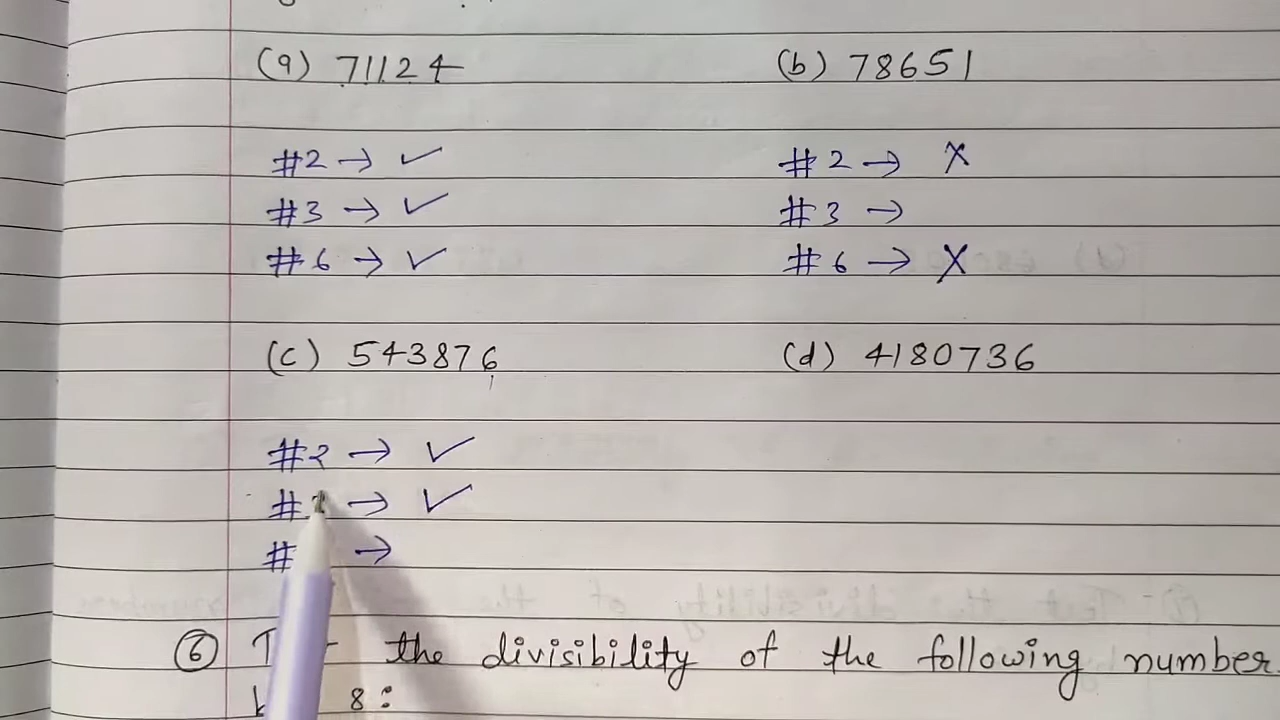 (a) 71124
(b) 78651
#2 → ✓
#3 → ✓
#6 → ✓
#2 → X
#3 →
#6 → X
(c) 543876
(d) 4180736
#2 → ✓
# → ✓
# →
⑥ the divisibility of the following number
8: